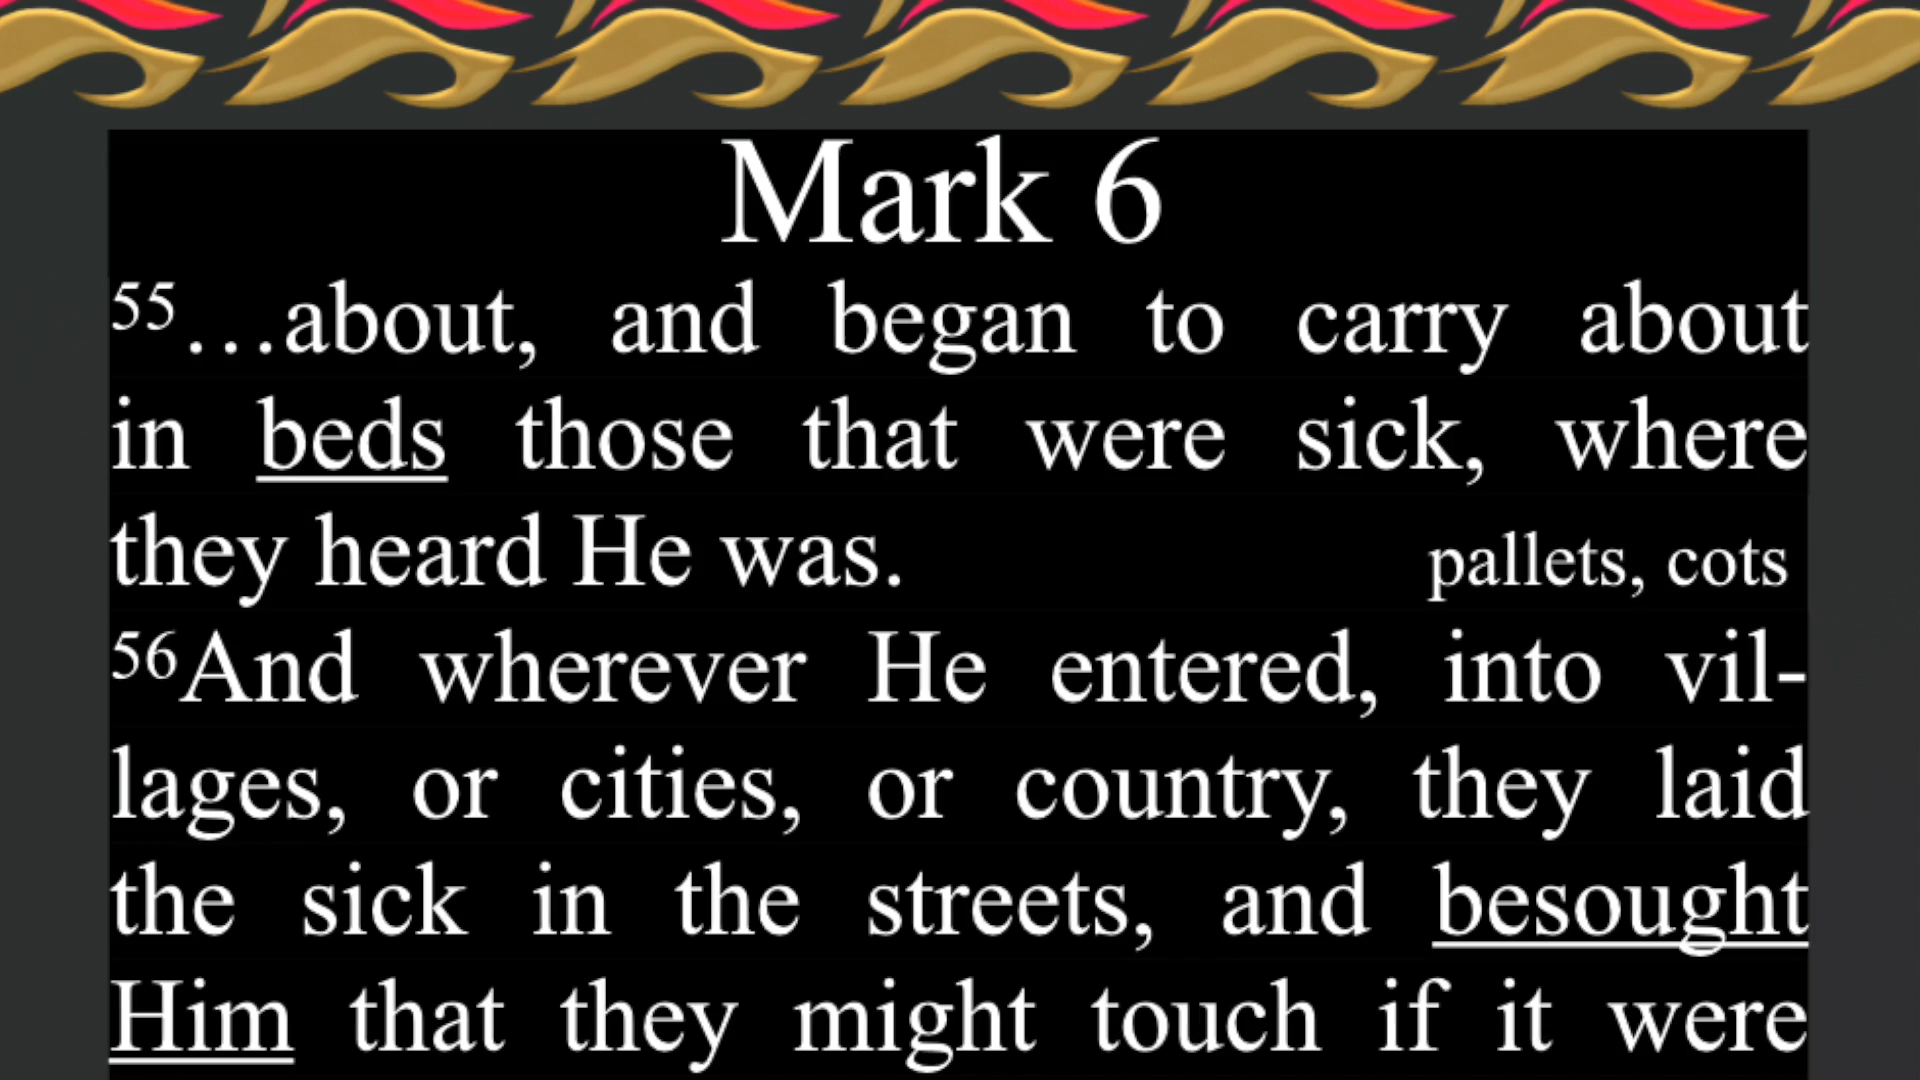 Mark 6
55…about, and began to carry about
in beds those that were sick, where
they heard He was. pallets, cots
56And wherever He entered, into vil-
lages, or cities, or country, they laid
the sick in the streets, and besought
Him that they might touch if it were